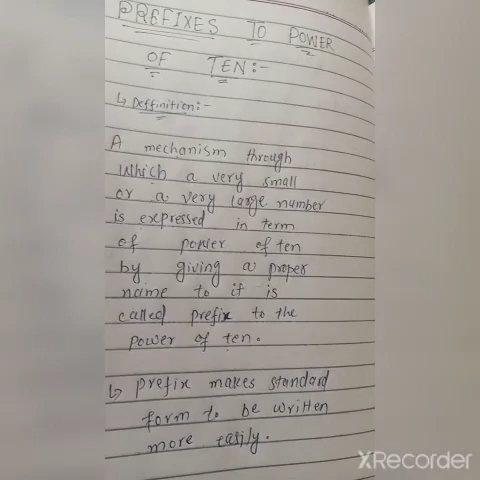 PREFIXES TO POWER
OF TEN:-
↳ Deffinition:-
A mechanism through
which a very small
or a very large number
is expressed in term
of power of ten
by giving a proper
name to it is
called prefix to the
power of ten.
↳ prefix makes standard
form to be written
more easily.
XRecorder